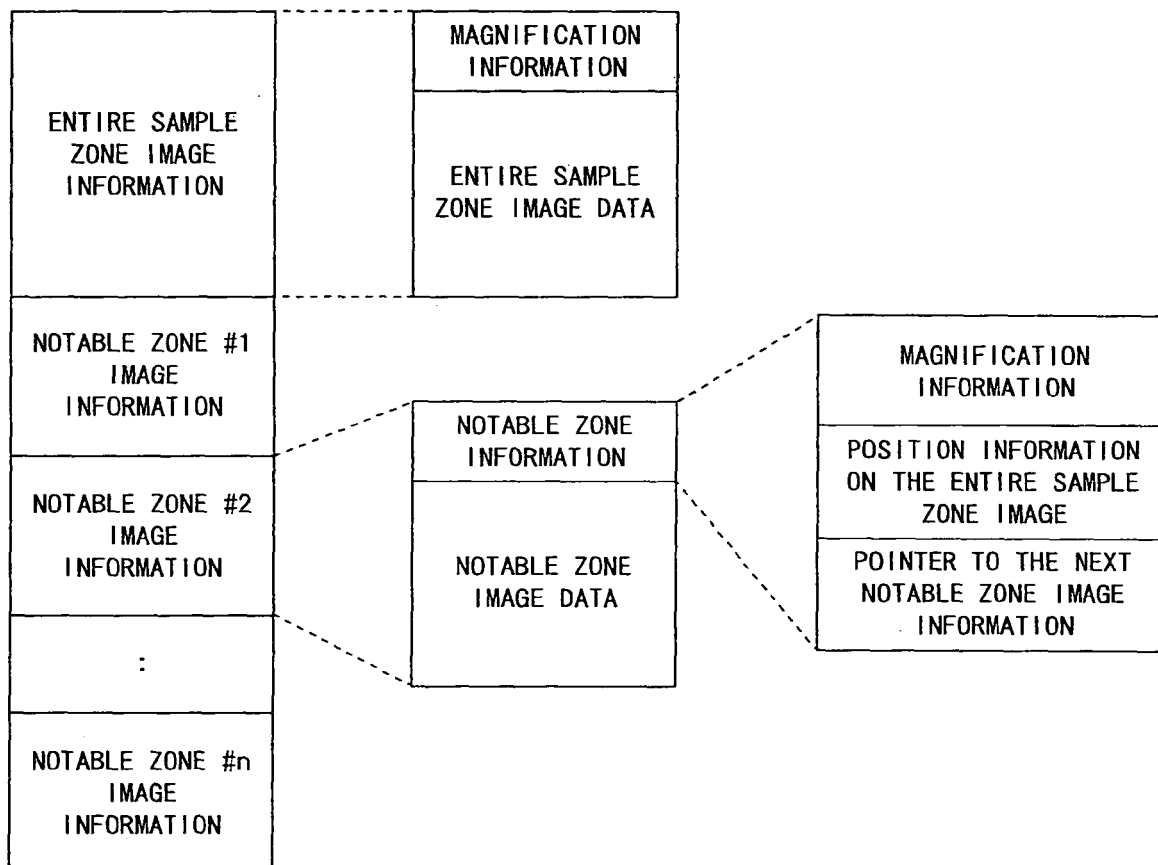 ENTIRE SAMPLE
ZONE IMAGE
INFORMATION
NOTABLE ZONE #1
IMAGE
INFORMATION
NOTABLE ZONE #2
IMAGE
INFORMATION
:
NOTABLE ZONE #n
IMAGE
INFORMATION
MAGNIFICATION
INFORMATION
ENTIRE SAMPLE
ZONE IMAGE DATA
NOTABLE ZONE
INFORMATION
NOTABLE ZONE
IMAGE DATA
MAGNIFICATION
INFORMATION
POSITION INFORMATION
ON THE ENTIRE SAMPLE
ZONE IMAGE
POINTER TO THE NEXT
NOTABLE ZONE IMAGE
INFORMATION